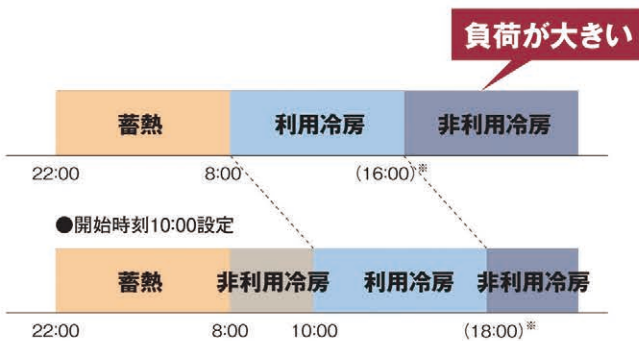 負荷が大きい
蓄熱 利用冷房 非利用冷房
22:00 8:00 (16:00)※
●開始時刻10:00設定
蓄熱 非利用冷房 利用冷房 非利用冷房
22:00 8:00 10:00 (18:00)※